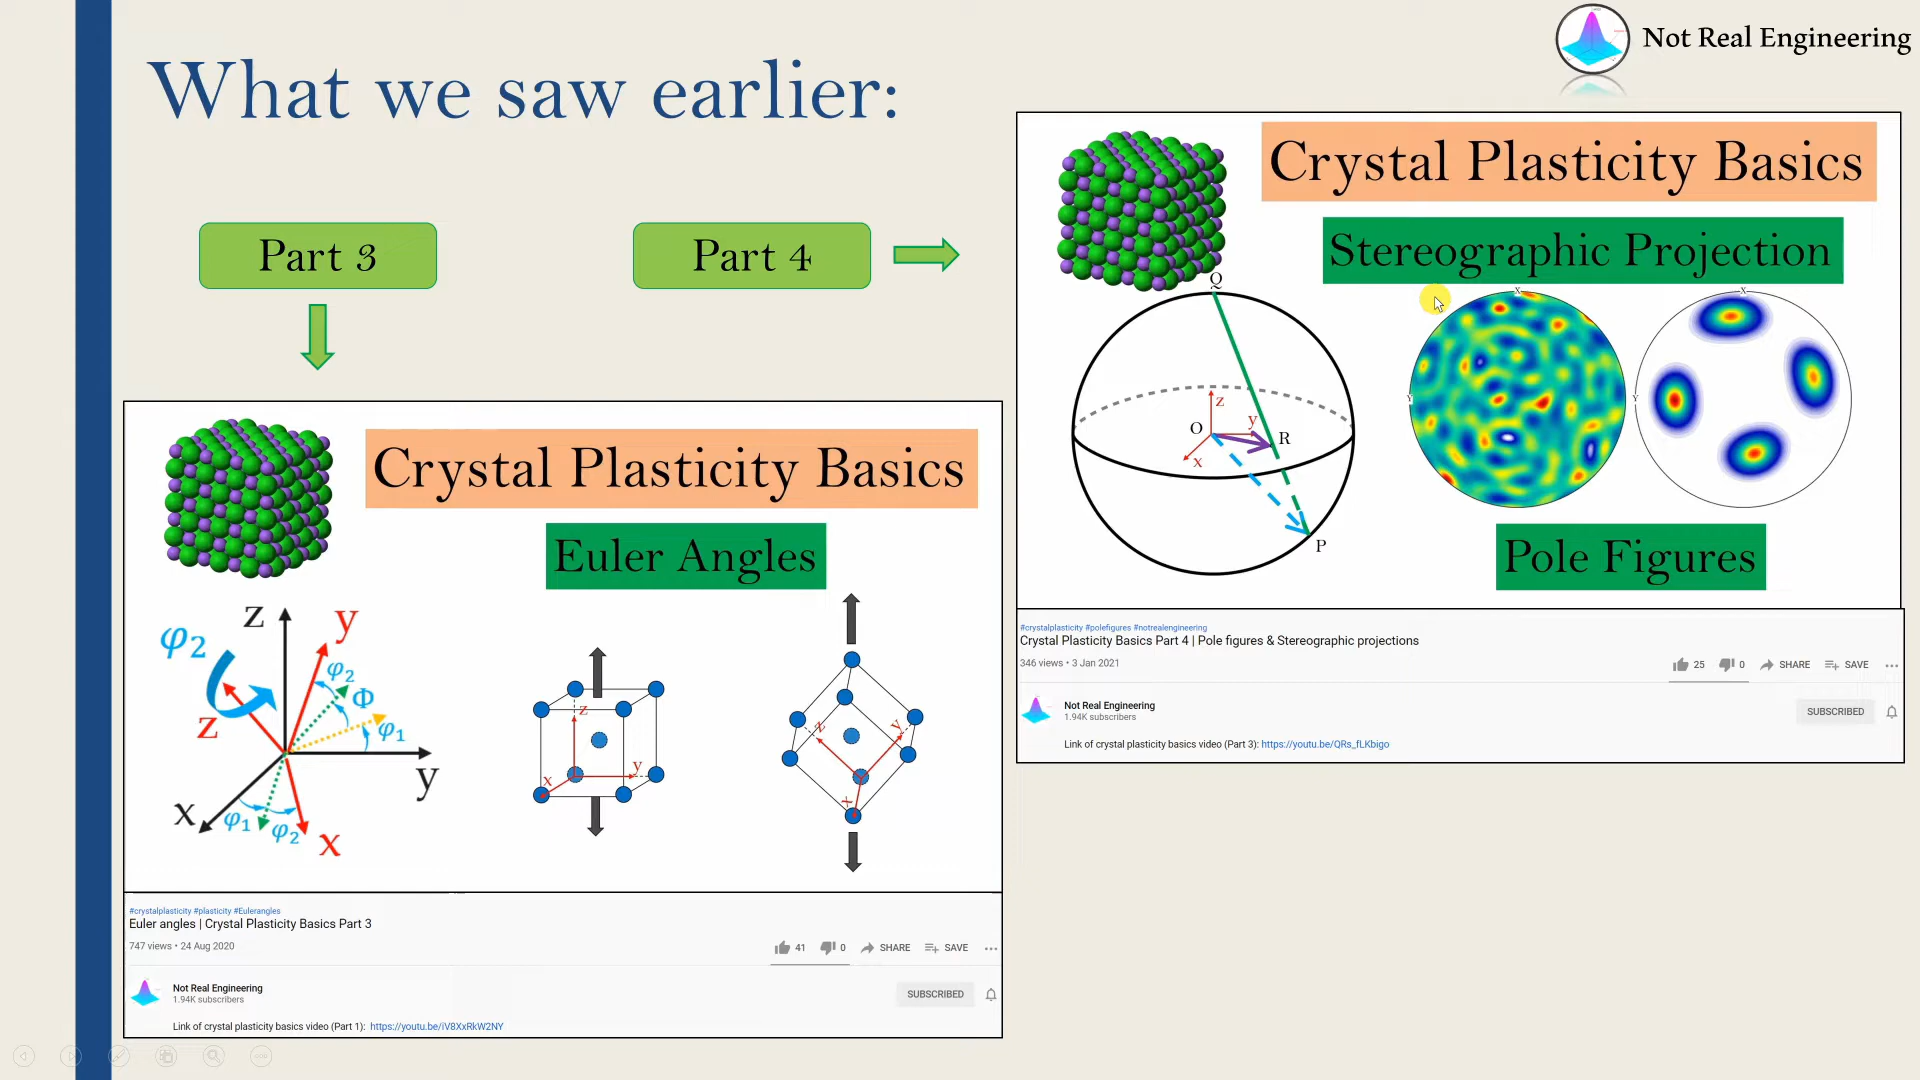 Not Real Engineering
What we saw earlier:
Part 3
Part 4
Crystal Plasticity Basics
Euler Angles
φ2
z
y
φ2
Φ
z
φ1
y
x
φ1
φ2
x
z
y
x
z
y
x
#crystalplasticity #plasticity #Eulerangles
Euler angles | Crystal Plasticity Basics Part 3
747 views • 24 Aug 2020
41
0
SHARE
SAVE
Not Real Engineering
1.94K subscribers
SUBSCRIBED
Link of crystal plasticity basics video (Part 1): https://youtu.be/iV8XxRkW2NY
Crystal Plasticity Basics
Stereographic Projection
Q
z
O
y
R
x
P
X
Y
X
Y
Pole Figures
#crystalplasticity #polefigures #notrealengineering
Crystal Plasticity Basics Part 4 | Pole figures & Stereographic projections
346 views • 3 Jan 2021
25
0
SHARE
SAVE
Not Real Engineering
1.94K subscribers
SUBSCRIBED
Link of crystal plasticity basics video (Part 3): https://youtu.be/QRs_fLKbigo